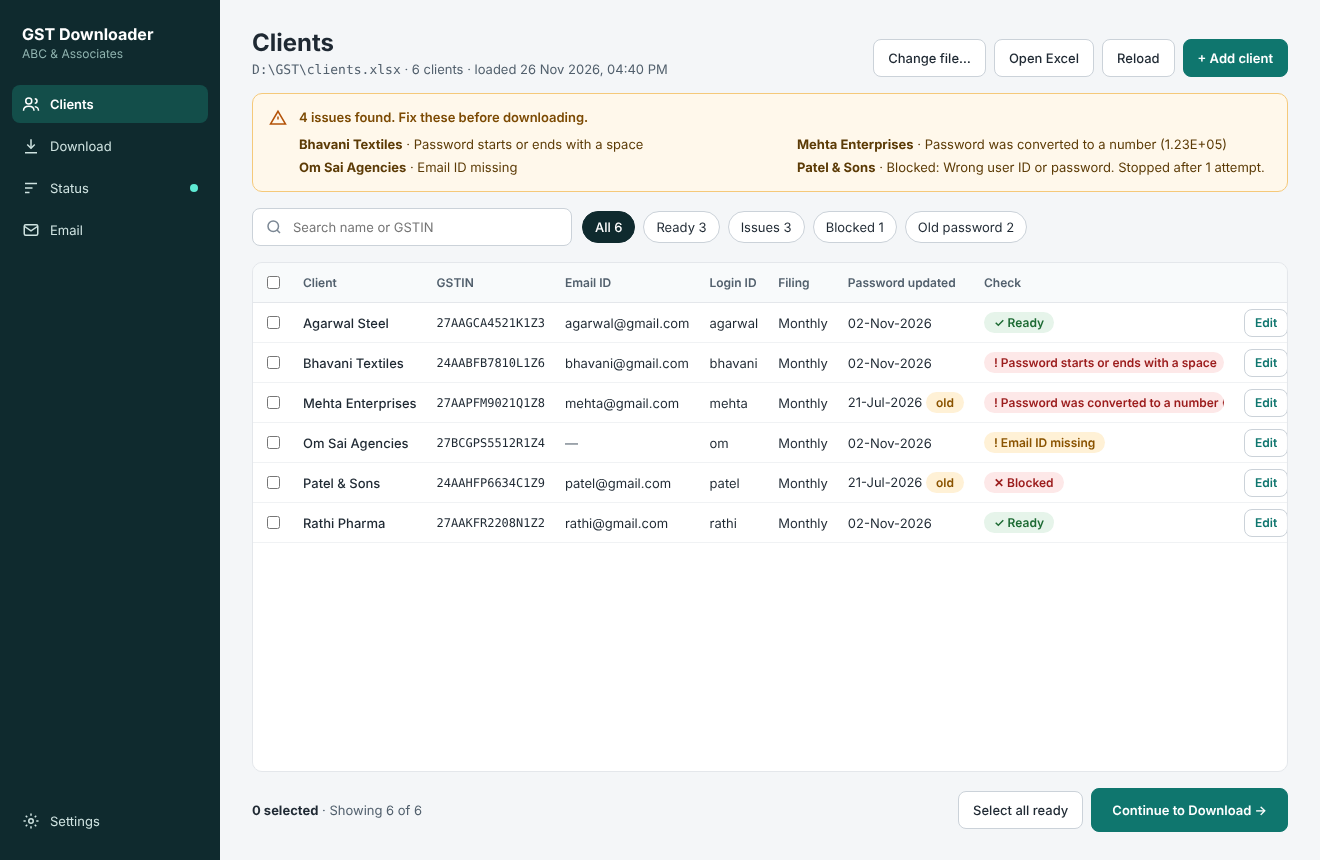 GST Downloader
ABC & Associates
Clients
Download
Status
Email
Settings
Clients
D:\GST\clients.xlsx · 6 clients · loaded 26 Nov 2026, 04:40 PM
Change file... Open Excel Reload + Add client
4 issues found. Fix these before downloading.
Bhavani Textiles · Password starts or ends with a space
Mehta Enterprises · Password was converted to a number (1.23E+05)
Om Sai Agencies · Email ID missing
Patel & Sons · Blocked: Wrong user ID or password. Stopped after 1 attempt.
Search name or GSTIN All 6 Ready 3 Issues 3 Blocked 1 Old password 2
Client GSTIN Email ID Login ID Filing Password updated Check
Agarwal Steel 27AAGCA4521K1Z3 agarwal@gmail.com agarwal Monthly 02-Nov-2026 ✓ Ready Edit
Bhavani Textiles 24AABFB7810L1Z6 bhavani@gmail.com bhavani Monthly 02-Nov-2026 ! Password starts or ends with a space Edit
Mehta Enterprises 27AAPFM9021Q1Z8 mehta@gmail.com mehta Monthly 21-Jul-2026 old ! Password was converted to a number Edit
Om Sai Agencies 27BCGPS5512R1Z4 — om Monthly 02-Nov-2026 ! Email ID missing Edit
Patel & Sons 24AAHFP6634C1Z9 patel@gmail.com patel Monthly 21-Jul-2026 old ✕ Blocked Edit
Rathi Pharma 27AAKFR2208N1Z2 rathi@gmail.com rathi Monthly 02-Nov-2026 ✓ Ready Edit
0 selected · Showing 6 of 6 Select all ready Continue to Download →